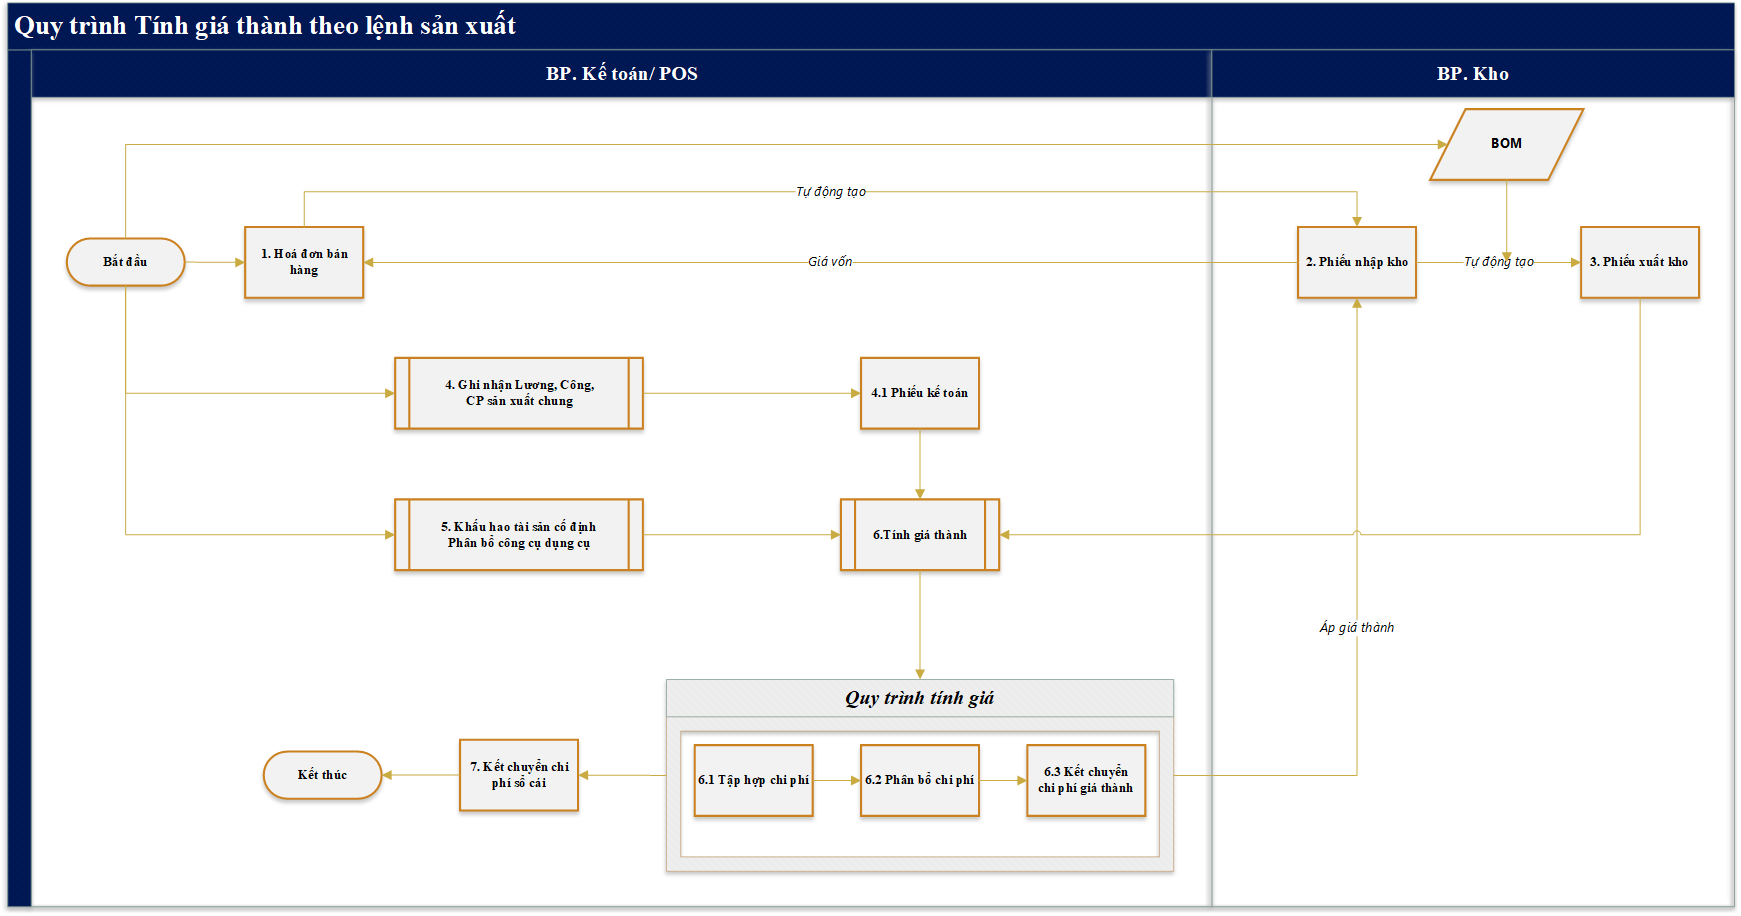 Quy trình Tính giá thành theo lệnh sản xuất
BP. Kế toán/ POS
BP. Kho
BOM
Tự động tạo
Bắt đầu
1. Hoá đơn bán
hàng
Giá vốn
2. Phiếu nhập kho
Tự động tạo
3. Phiếu xuất kho
4. Ghi nhận Lương, Công,
CP sản xuất chung
4.1 Phiếu kế toán
5. Khấu hao tài sản cố định
Phân bổ công cụ dụng cụ
6.Tính giá thành
Áp giá thành
Quy trình tính giá
6.1 Tập hợp chi phí
6.2 Phân bổ chi phí
6.3 Kết chuyển
chi phí giá thành
7. Kết chuyển chi
phí sổ cái
Kết thúc